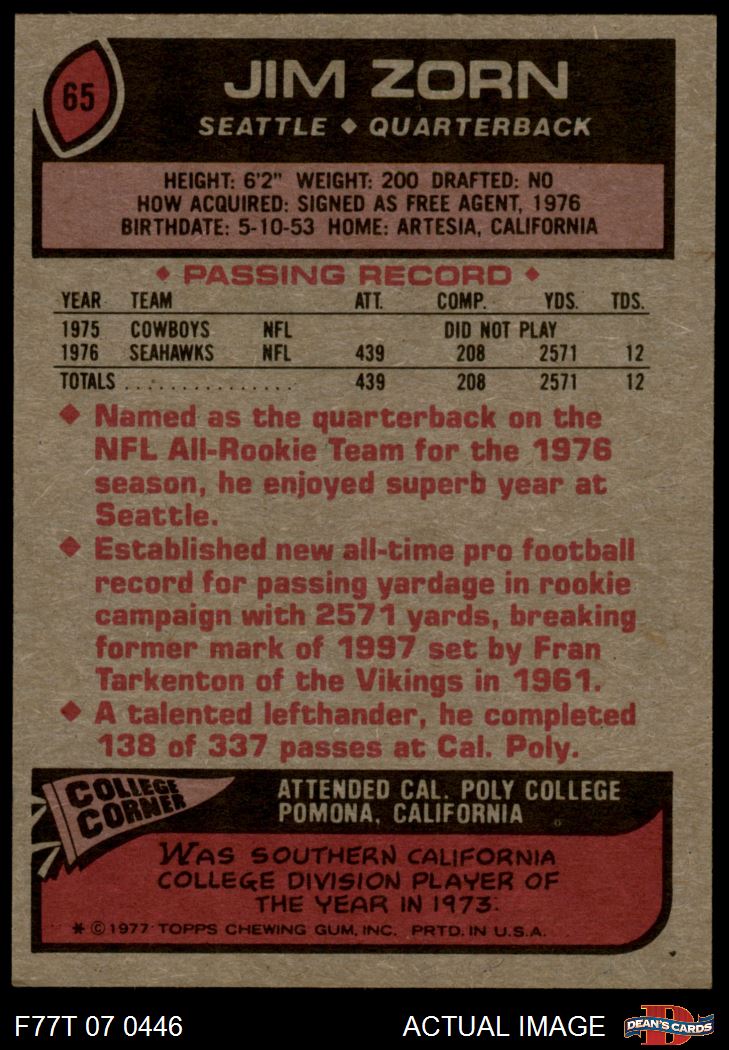 65
JIM ZORN
SEATTLE ◆ QUARTERBACK
HEIGHT: 6'2" WEIGHT: 200 DRAFTED: NO
HOW ACQUIRED: SIGNED AS FREE AGENT, 1976
BIRTHDATE: 5-10-53 HOME: ARTESIA, CALIFORNIA
◆ PASSING RECORD ◆
YEAR TEAM ATT. COMP. YDS. TDS.
1975 COWBOYS NFL DID NOT PLAY
1976 SEAHAWKS NFL 439 208 2571 12
TOTALS . . . . . . . . . . . . . . . 439 208 2571 12
◆ Named as the quarterback on the
NFL All-Rookie Team for the 1976
season, he enjoyed superb year at
Seattle.
◆ Established new all-time pro football
record for passing yardage in rookie
campaign with 2571 yards, breaking
former mark of 1997 set by Fran
Tarkenton of the Vikings in 1961.
◆ A talented lefthander, he completed
138 of 337 passes at Cal. Poly.
COLLEGE
CORNER
ATTENDED CAL. POLY COLLEGE
POMONA, CALIFORNIA
WAS SOUTHERN CALIFORNIA
COLLEGE DIVISION PLAYER OF
THE YEAR IN 1973.
* © 1977 TOPPS CHEWING GUM, INC. PRTD. IN U.S.A.
F77T 07 0446 ACTUAL IMAGE
D
DEAN'S CARDS